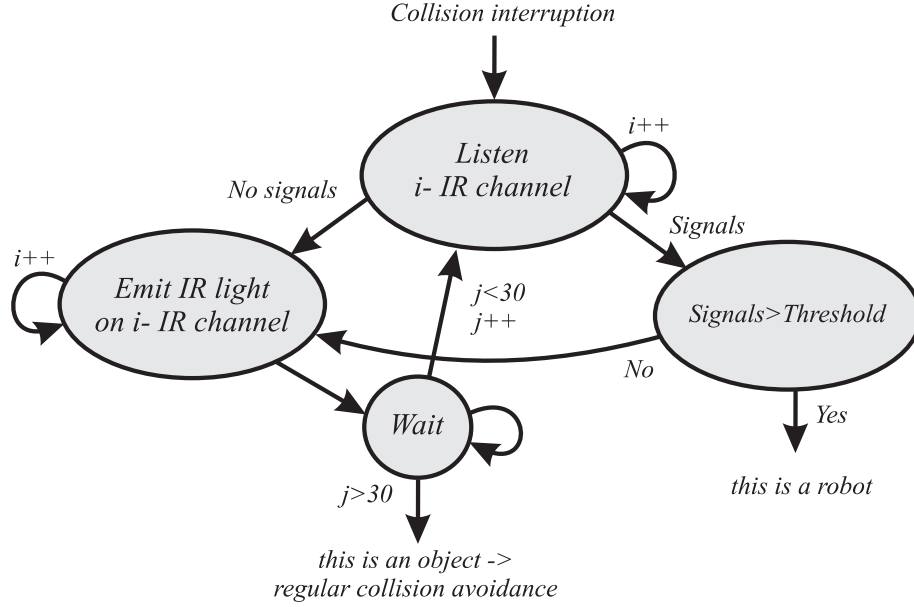 Collision interruption
i++
Listen
i- IR channel
No signals
Signals
i++
Emit IR light
on i- IR channel
j<30
j++
Signals>Threshold
No
Wait
Yes
j>30
this is a robot
this is an object ->
regular collision avoidance